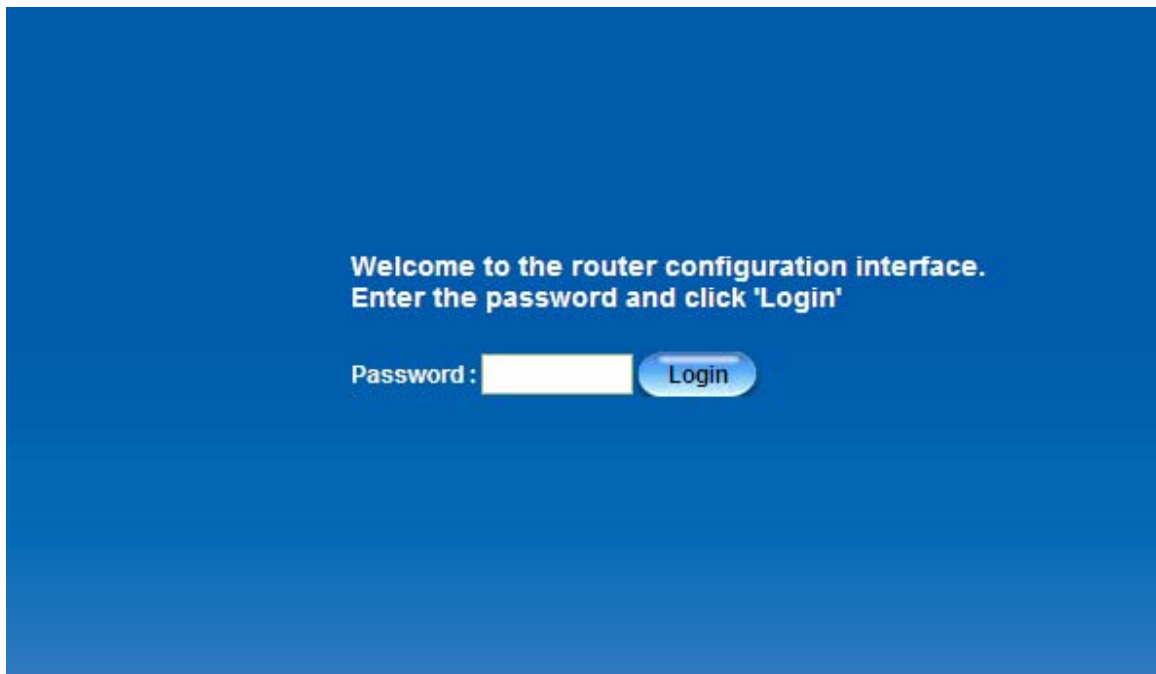 Welcome to the router configuration interface.
Enter the password and click 'Login'
Password : Login